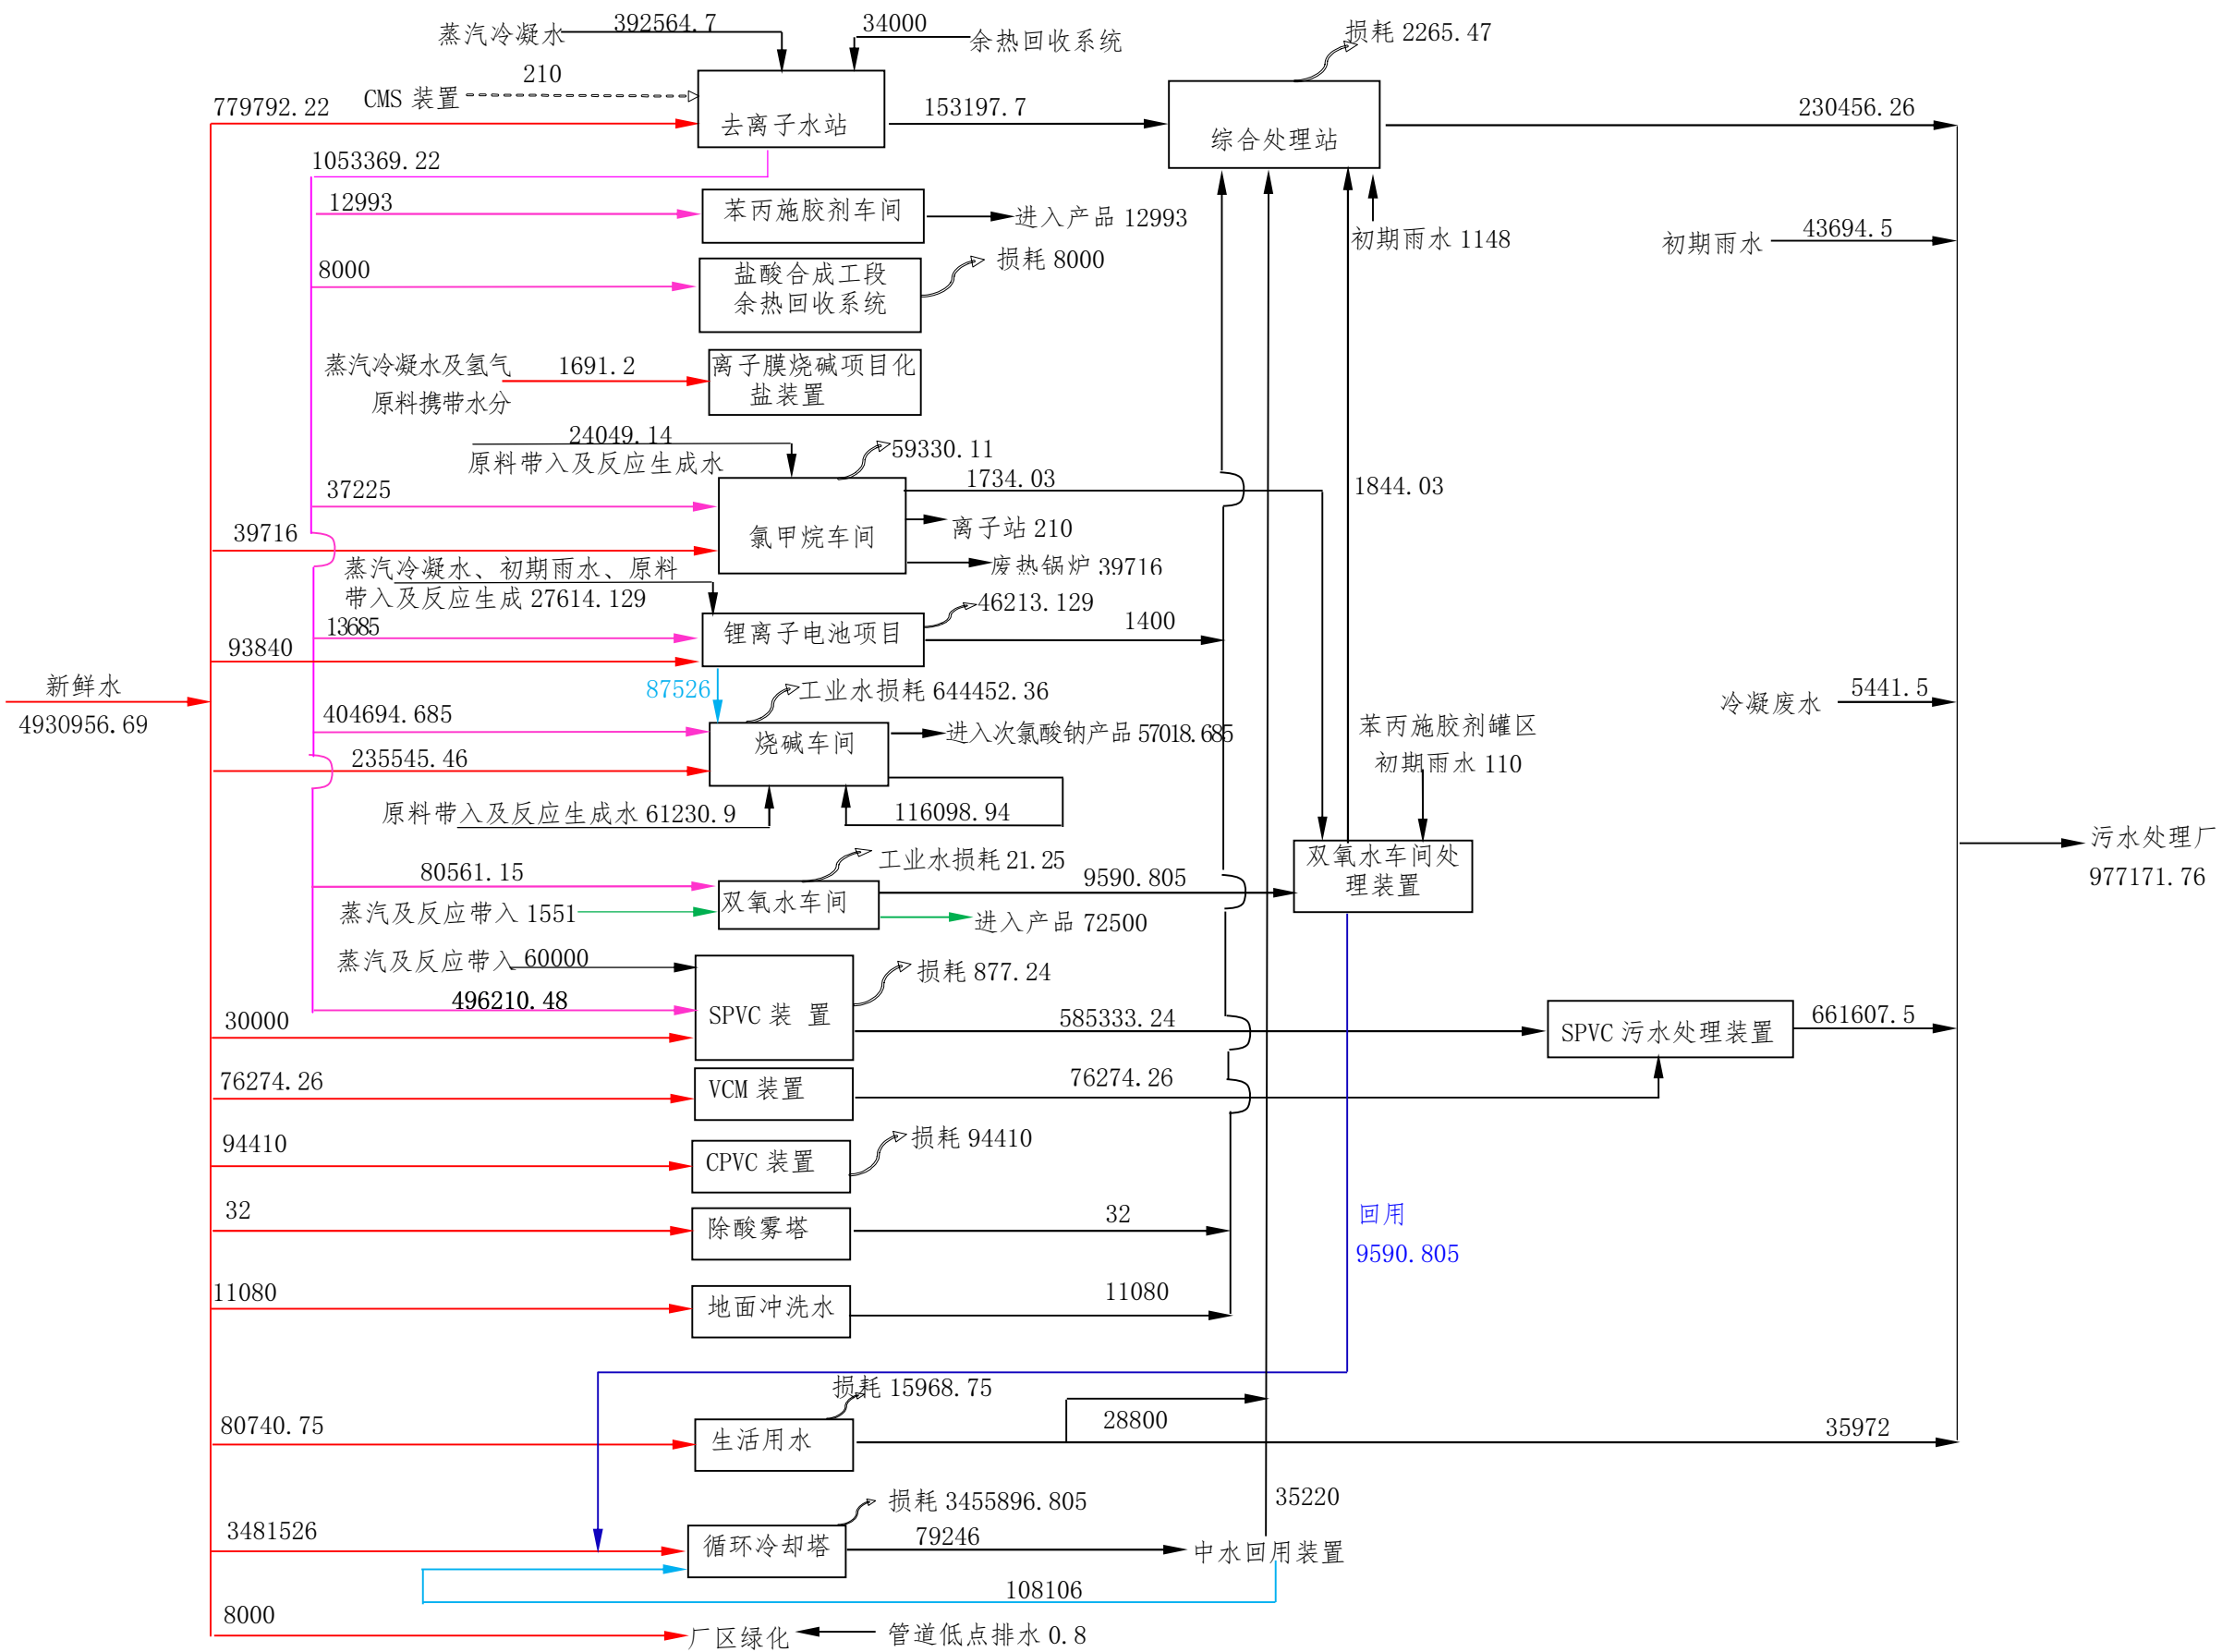 蒸汽冷凝水
392564.7
34000
余热回收系统
损耗 2265.47
CMS 装置
210
779792.22
去离子水站
153197.7
综合处理站
230456.26
1053369.22
12993
苯丙施胶剂车间
进入产品 12993
初期雨水 1148
初期雨水
43694.5
8000
盐酸合成工段
余热回收系统
损耗 8000
蒸汽冷凝水及氢气
原料携带水分
1691.2
离子膜烧碱项目化
盐装置
24049.14
原料带入及反应生成水
59330.11
1734.03
1844.03
37225
39716
氯甲烷车间
离子站 210
废热锅炉 39716
蒸汽冷凝水、初期雨水、原料
带入及反应生成 27614.129
13685
93840
锂离子电池项目
46213.129
1400
新鲜水
4930956.69
87526
工业水损耗 644452.36
404694.685
烧碱车间
进入次氯酸钠产品 57018.685
235545.46
原料带入及反应生成水 61230.9
116098.94
冷凝废水
5441.5
苯丙施胶剂罐区
初期雨水 110
污水处理厂
977171.76
80561.15
工业水损耗 21.25
双氧水车间
9590.805
双氧水车间处
理装置
蒸汽及反应带入 1551
进入产品 72500
蒸汽及反应带入 60000
损耗 877.24
496210.48
SPVC 装 置
30000
585333.24
SPVC 污水处理装置
661607.5
76274.26
VCM 装置
76274.26
94410
CPVC 装置
损耗 94410
32
除酸雾塔
32
回用
9590.805
11080
地面冲洗水
11080
损耗 15968.75
80740.75
生活用水
28800
35972
损耗 3455896.805
3481526
循环冷却塔
79246
35220
中水回用装置
108106
8000
厂区绿化
管道低点排水 0.8